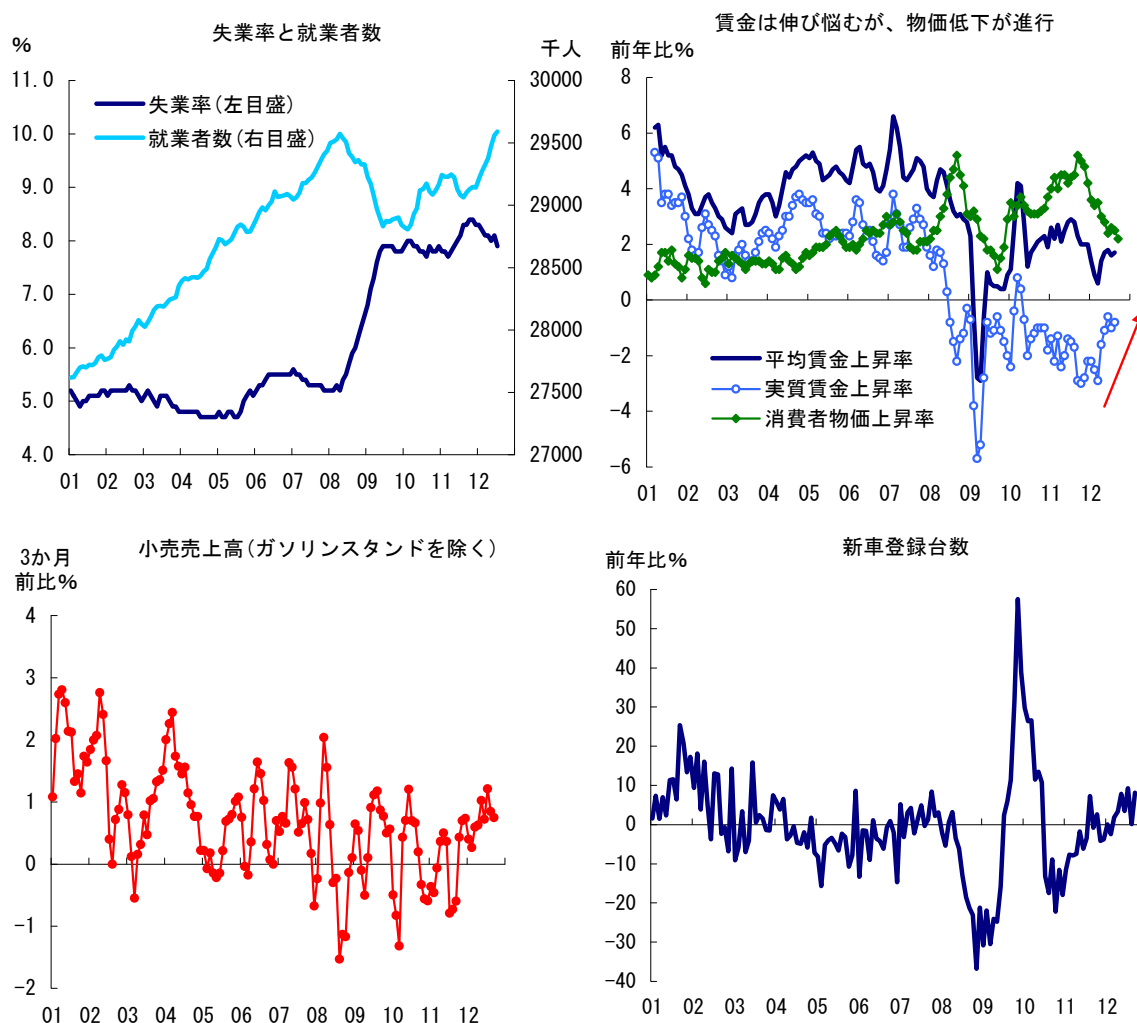 失業率と就業者数
%
千人
11.0
10.0
9.0
8.0
7.0
6.0
5.0
4.0
30000
29500
29000
28500
28000
27500
27000
失業率(左目盛)
就業者数(右目盛)
01 02 03 04 05 06 07 08 09 10 11 12
賃金は伸び悩むが、物価低下が進行
前年比%
8
6
4
2
0
-2
-4
-6
平均賃金上昇率
実質賃金上昇率
消費者物価上昇率
01 02 03 04 05 06 07 08 09 10 11 12
小売売上高(ガソリンスタンドを除く)
3か月
前比%
4
3
2
1
0
-1
-2
01 02 03 04 05 06 07 08 09 10 11 12
新車登録台数
前年比%
60
50
40
30
20
10
0
-10
-20
-30
-40
01 02 03 04 05 06 07 08 09 10 11 12